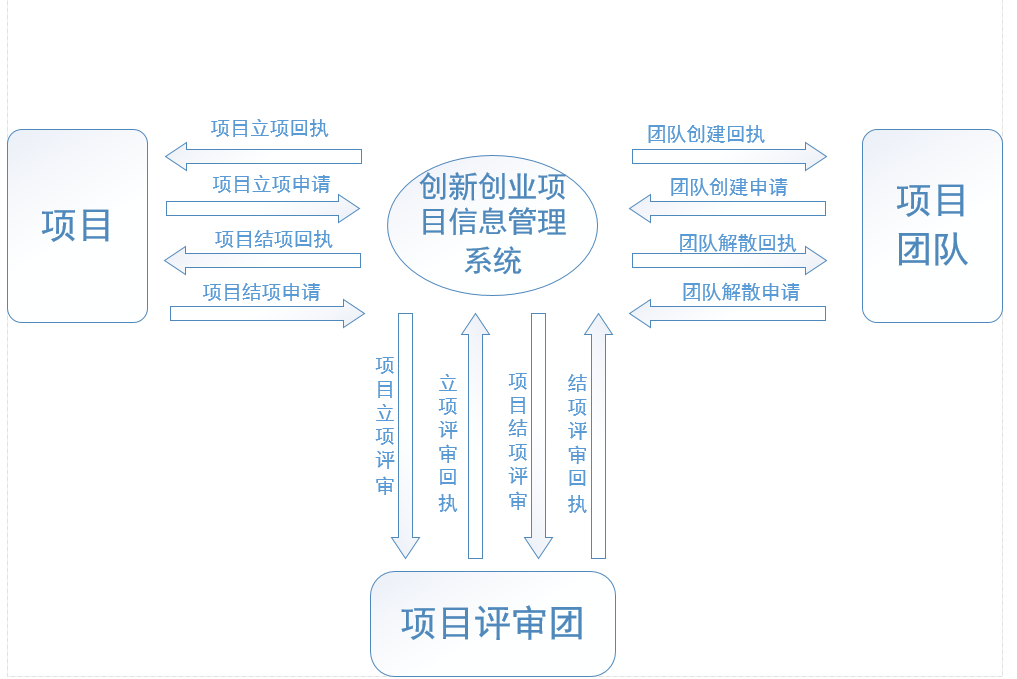 项目立项回执
项目立项申请
项目结项回执
项目结项申请
项目
创新创业项
目信息管理
系统
团队创建回执
团队创建申请
团队解散回执
团队解散申请
项目
团队
项目立项评审
立项评审回执
项目结项评审
结项评审回执
项目评审团